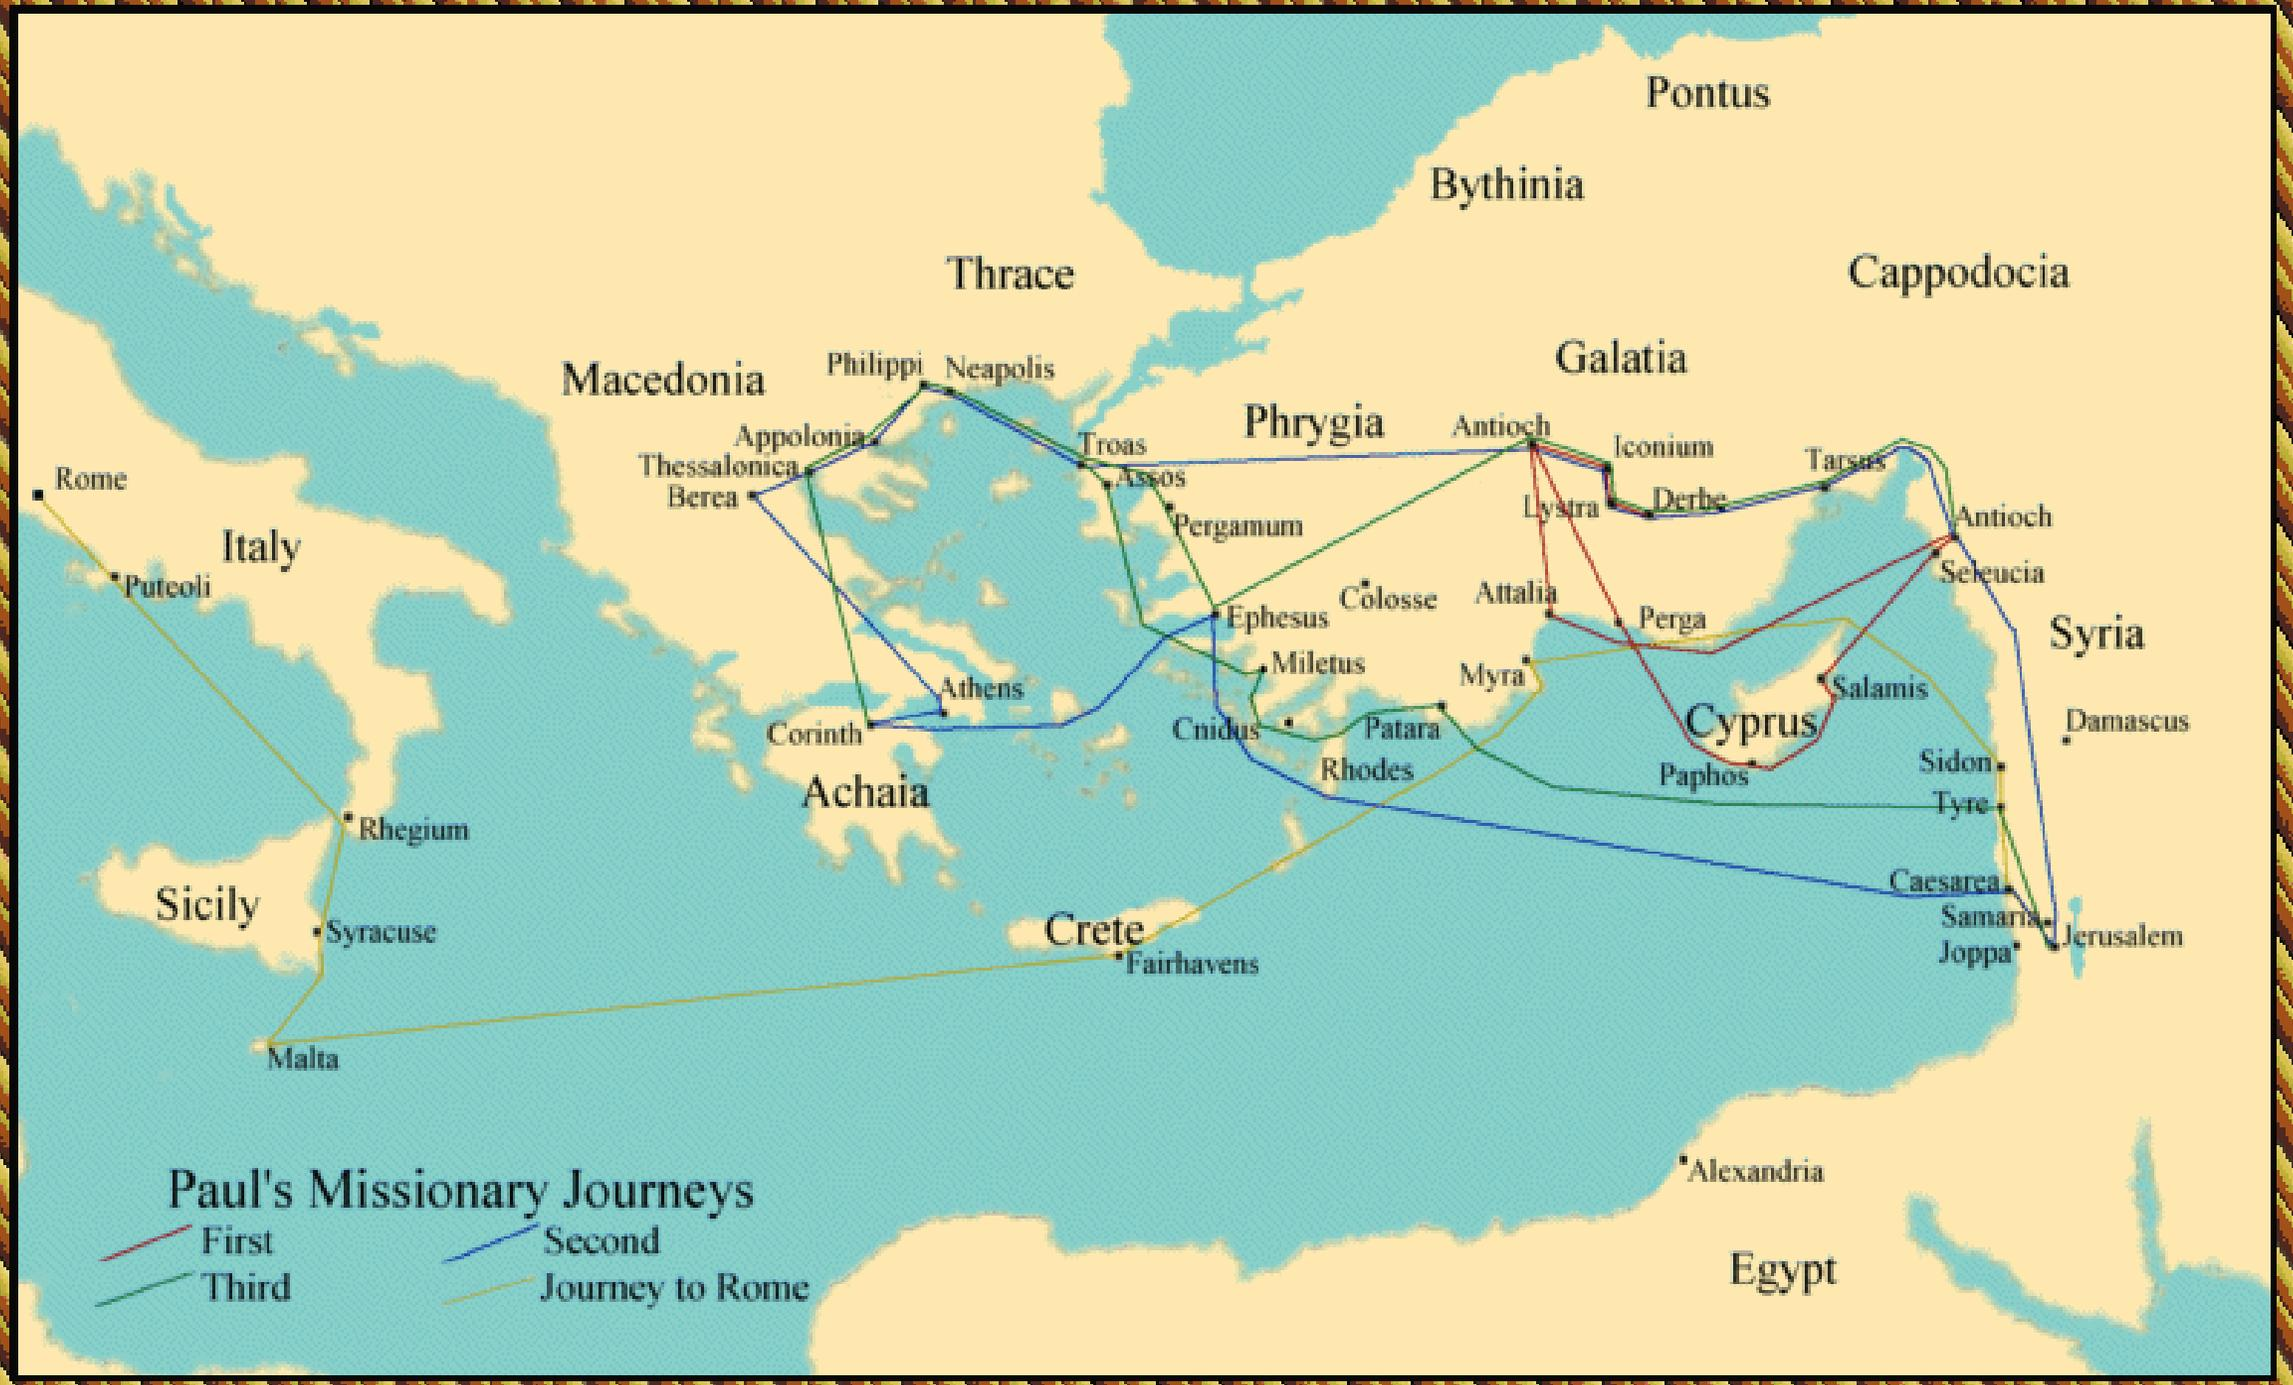 Pontus
Bythinia
Cappodocia
Thrace
Galatia
Macedonia
Philippi
Neapolis
Phrygia
Antioch
Appolonia
Troas
Iconium
Thessalonica
Assos
Tarsus
Rome
Berea
Lystra
Derbe
Pergamum
Antioch
Italy
Puteoli
Colosse
Attalia
Seleucia
Ephesus
Perga
Syria
Miletus
Myra
Athens
Salamis
Corinth
Cnidus
Patara
Cyprus
Damascus
Rhodes
Paphos
Sidon
Achaia
Tyre
Rhegium
Caesarea
Sicily
Syracuse
Crete
Samaria
Jerusalem
Joppa
Fairhavens
Malta
Alexandria
Egypt
Paul's Missionary Journeys
First
Second
Third
Journey to Rome